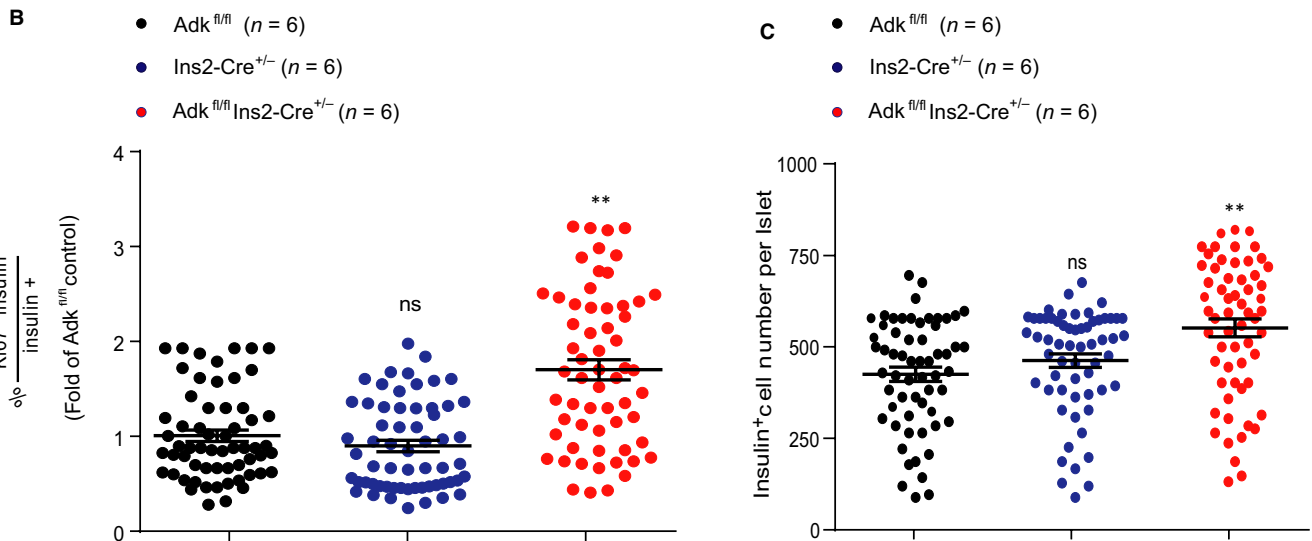 B
Adk fl/fl (n = 6)
Ins2-Cre+/– (n = 6)
Adk fl/fl Ins2-Cre+/– (n = 6)
%
insulin +
(Fold of Adk fl/fl control)
4
3
2
1
0
ns
**
C
Adk fl/fl (n = 6)
Ins2-Cre+/– (n = 6)
Adk fl/fl Ins2-Cre+/– (n = 6)
Insulin+cell number per Islet
1000
750
500
250
0
ns
**